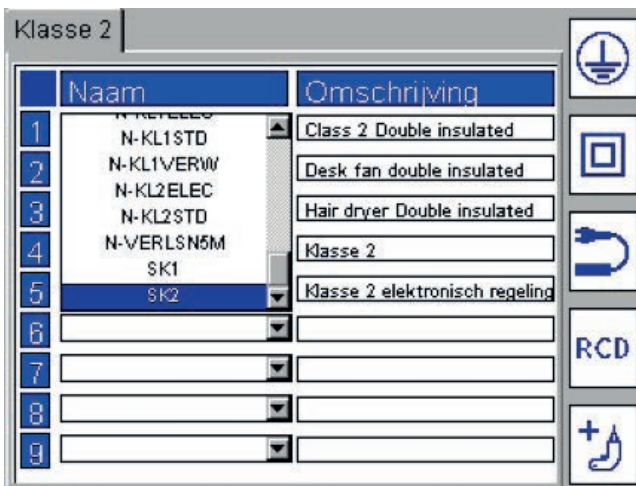 Klasse 2
Naam Omschrijving
1 N-KL1STD Class 2 Double insulated
N-KL1VERW
2 Desk fan double insulated
N-KL2ELEC
3 N-KL2STD Hair dryer Double insulated
N-VERLSN5M
4 Klasse 2
SK1
5 SK2 Klasse 2 elektronisch regeling
6
7
8
9
RCD
+